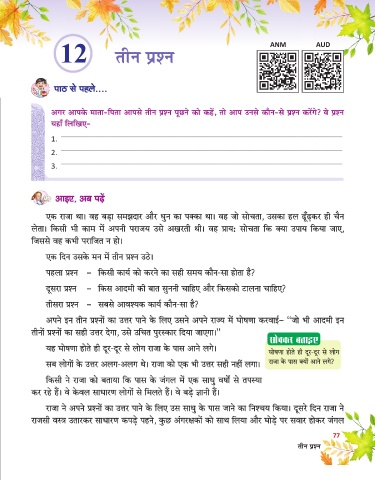 ANM AUD
12 तीन प्रश्न
पाठ से पहले....
अगर आपके माता-पिता आपसे तीन प्रश्न पूछने को कहें, तो आप उनसे कौन-से प्रश्न करेंगे? वे प्रश्न
यहाँ लिखिए-
1.
2.
3.
आइए, अब पढ़ें
एक राजा था। वह बड़ा समझदार और धुन का पक्का था। वह जो सोचता, उसका हल ढूँढ़कर ही चैन
लेता। किसी भी काम में अपनी पराजय उसे अखरती थी। वह प्रायः सोचता कि क्या उपाय किया जाए,
जिससे वह कभी पराजित न हो।
एक दिन उसके मन में तीन प्रश्न उठे।
पहला प्रश्न – किसी कार्य को करने का सही समय कौन-सा होता है?
दूसरा प्रश्न – किस आदमी की बात सुननी चाहिए और किसको टालना चाहिए?
तीसरा प्रश्न – सबसे आवश्यक कार्य कौन-सा है?
अपने इन तीन प्रश्नों का उत्तर पाने के लिए उसने अपने राज्य में घोषणा करवाई– ''जो भी आदमी इन
तीनों प्रश्नों का सही उत्तर देगा, उसे उचित पुरस्कार दिया जाएगा।''
यह घोषणा होते ही दूर-दूर से लोग राजा के पास आने लगे।
सब लोगों के उत्तर अलग-अलग थे। राजा को एक भी उत्तर सही नहीं लगा।
सोचकर बताइए
घोषणा होते ही दूर-दूर से लोग
राजा के पास क्यों आने लगे?
किसी ने राजा को बताया कि पास के जंगल में एक साधु वर्षों से तपस्या
कर रहे हैं। वे केवल साधारण लोगों से मिलते हैं। वे बड़े ज्ञानी हैं।
राजा ने अपने प्रश्नों का उत्तर पाने के लिए उस साधु के पास जाने का निश्चय किया। दूसरे दिन राजा ने
राजसी वस्त्र उतारकर साधारण कपड़े पहने, कुछ अंगरक्षकों को साथ लिया और घोड़े पर सवार होकर जंगल
77
तीन प्रश्न